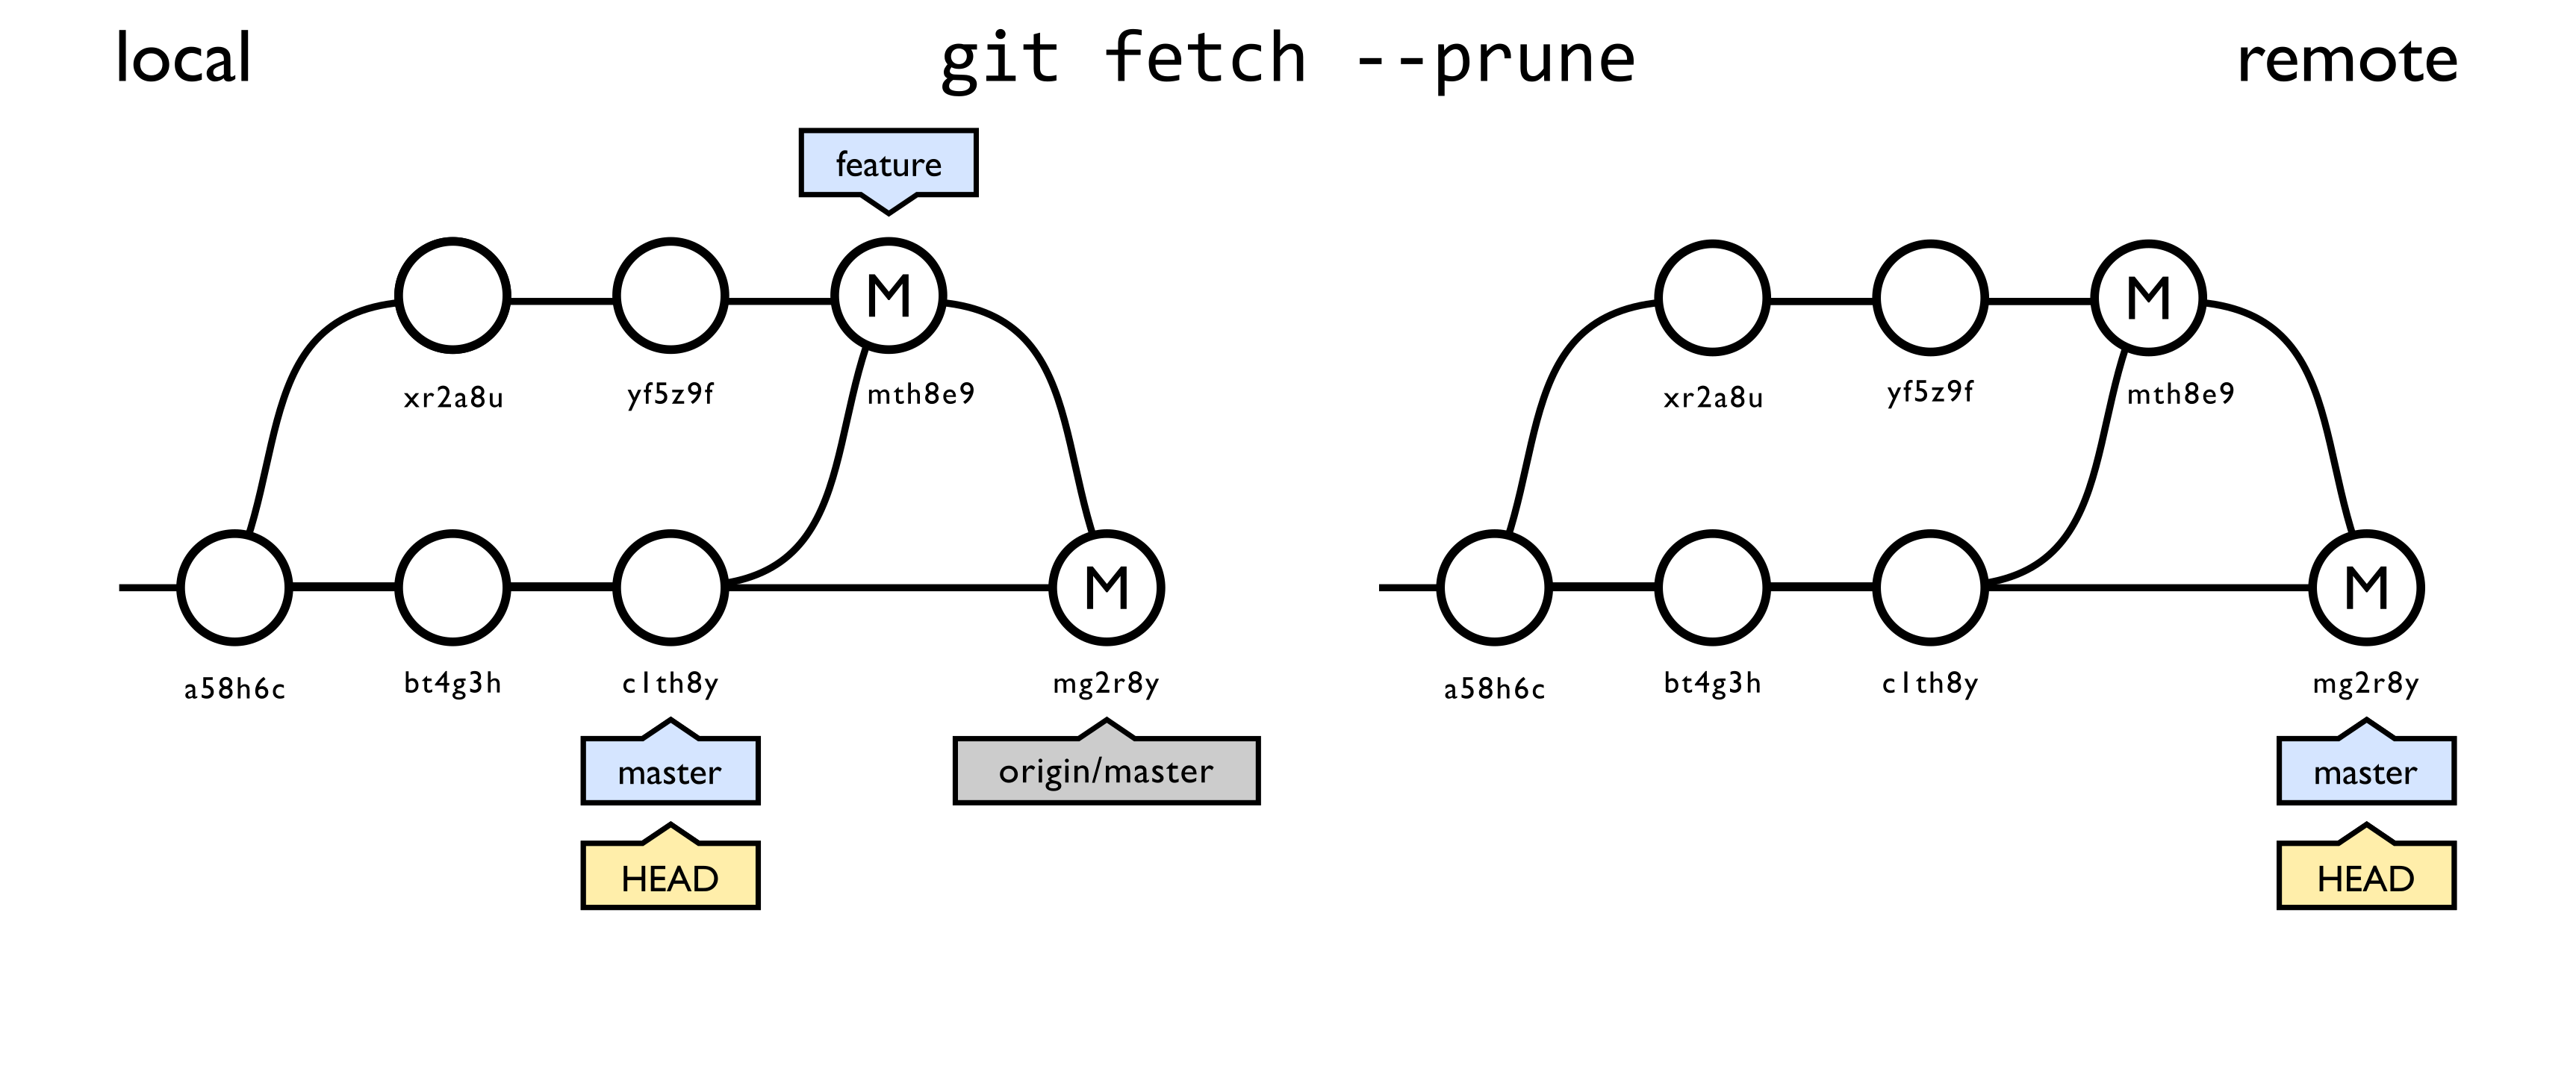 local
git fetch --prune
remote
feature
M
M
xr2a8u
yf5z9f
mth8e9
xr2a8u
yf5z9f
mth8e9
M
M
a58h6c
bt4g3h
c1th8y
mg2r8y
a58h6c
bt4g3h
c1th8y
mg2r8y
master
origin/master
master
HEAD
HEAD